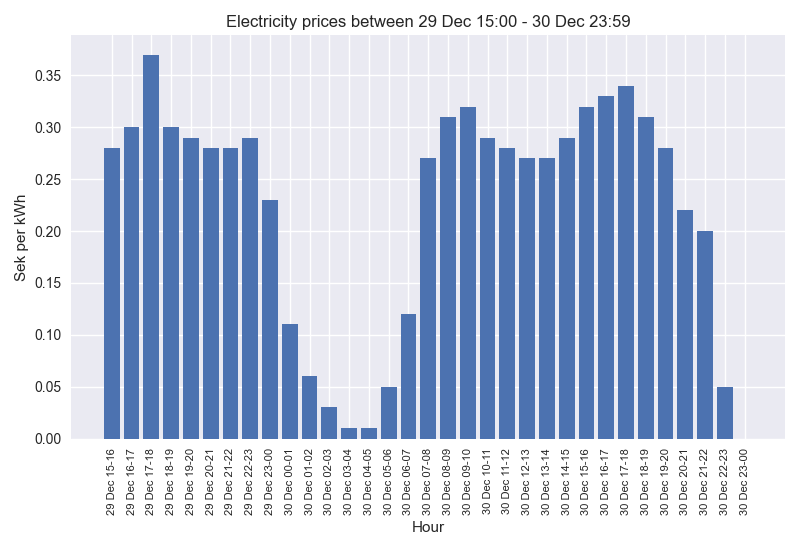 Electricity prices between 29 Dec 15:00 - 30 Dec 23:59
Sek per kWh
0.35
0.30
0.25
0.20
0.15
0.10
0.05
0.00
29 Dec 15-16
29 Dec 16-17
29 Dec 17-18
29 Dec 18-19
29 Dec 19-20
29 Dec 20-21
29 Dec 21-22
29 Dec 22-23
29 Dec 23-00
30 Dec 00-01
30 Dec 01-02
30 Dec 02-03
30 Dec 03-04
30 Dec 04-05
30 Dec 05-06
30 Dec 06-07
30 Dec 07-08
30 Dec 08-09
30 Dec 09-10
30 Dec 10-11
30 Dec 11-12
30 Dec 12-13
30 Dec 13-14
30 Dec 14-15
30 Dec 15-16
30 Dec 16-17
30 Dec 17-18
30 Dec 18-19
30 Dec 19-20
30 Dec 20-21
30 Dec 21-22
30 Dec 22-23
30 Dec 23-00
Hour